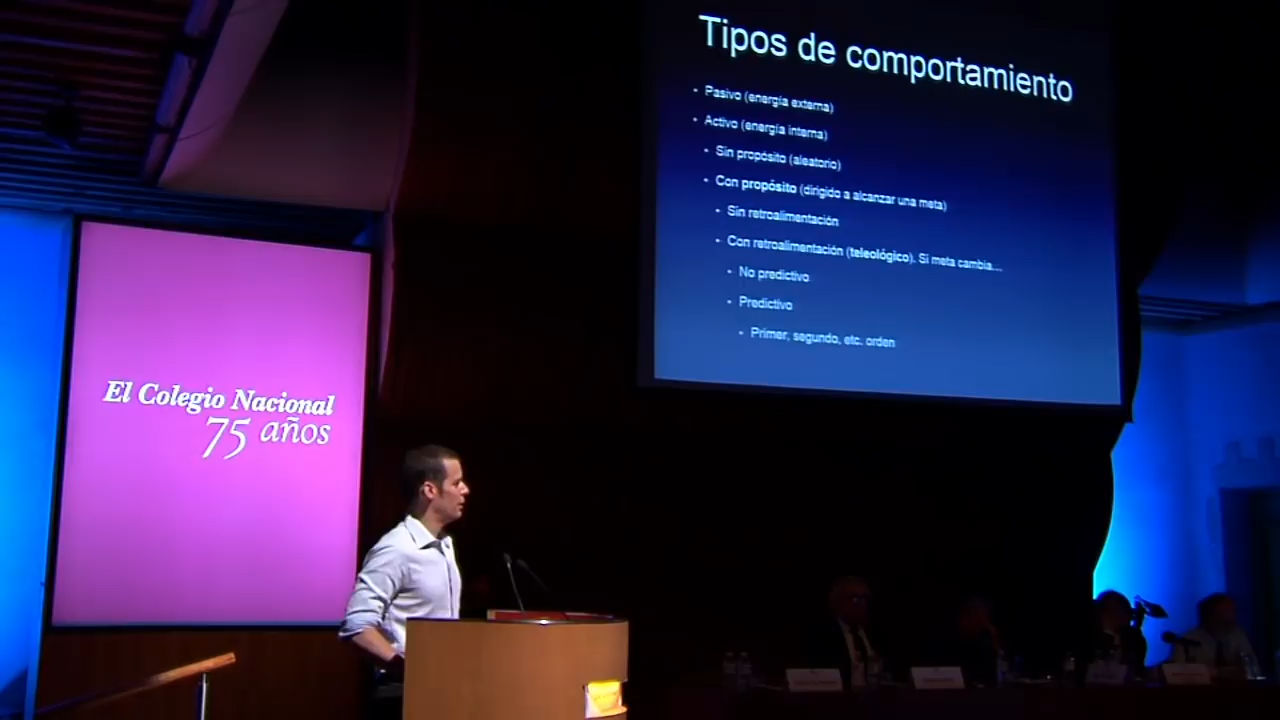 Tipos de comportamiento
• Pasivo (energía externa)
• Activo (energía interna)
• Sin propósito (aleatorio)
• Con propósito (dirigido a alcanzar una meta)
• Sin retroalimentación
• Con retroalimentación (teleológico). Si meta cambia...
• No predictivo
• Predictivo
• Primer, segundo, etc. orden
El Colegio Nacional
75 años